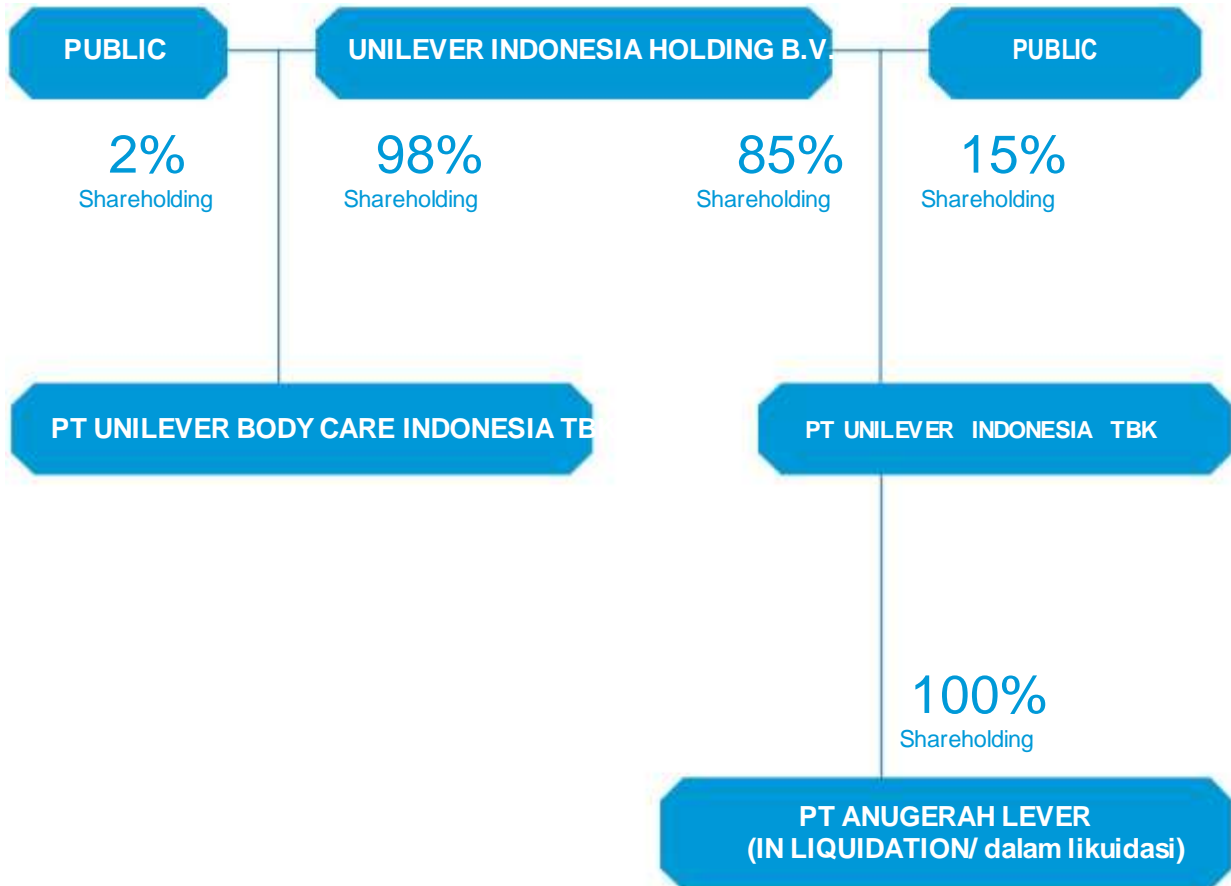 PUBLIC
UNILEVER INDONESIA HOLDING B.V.
PUBLIC
2%
Shareholding
98%
Shareholding
85%
Shareholding
15%
Shareholding
PT UNILEVER BODY CARE INDONESIA TB
PT UNILEVER INDONESIA TBK
100%
Shareholding
PT ANUGERAH LEVER
(IN LIQUIDATION/ dalam likuidasi)